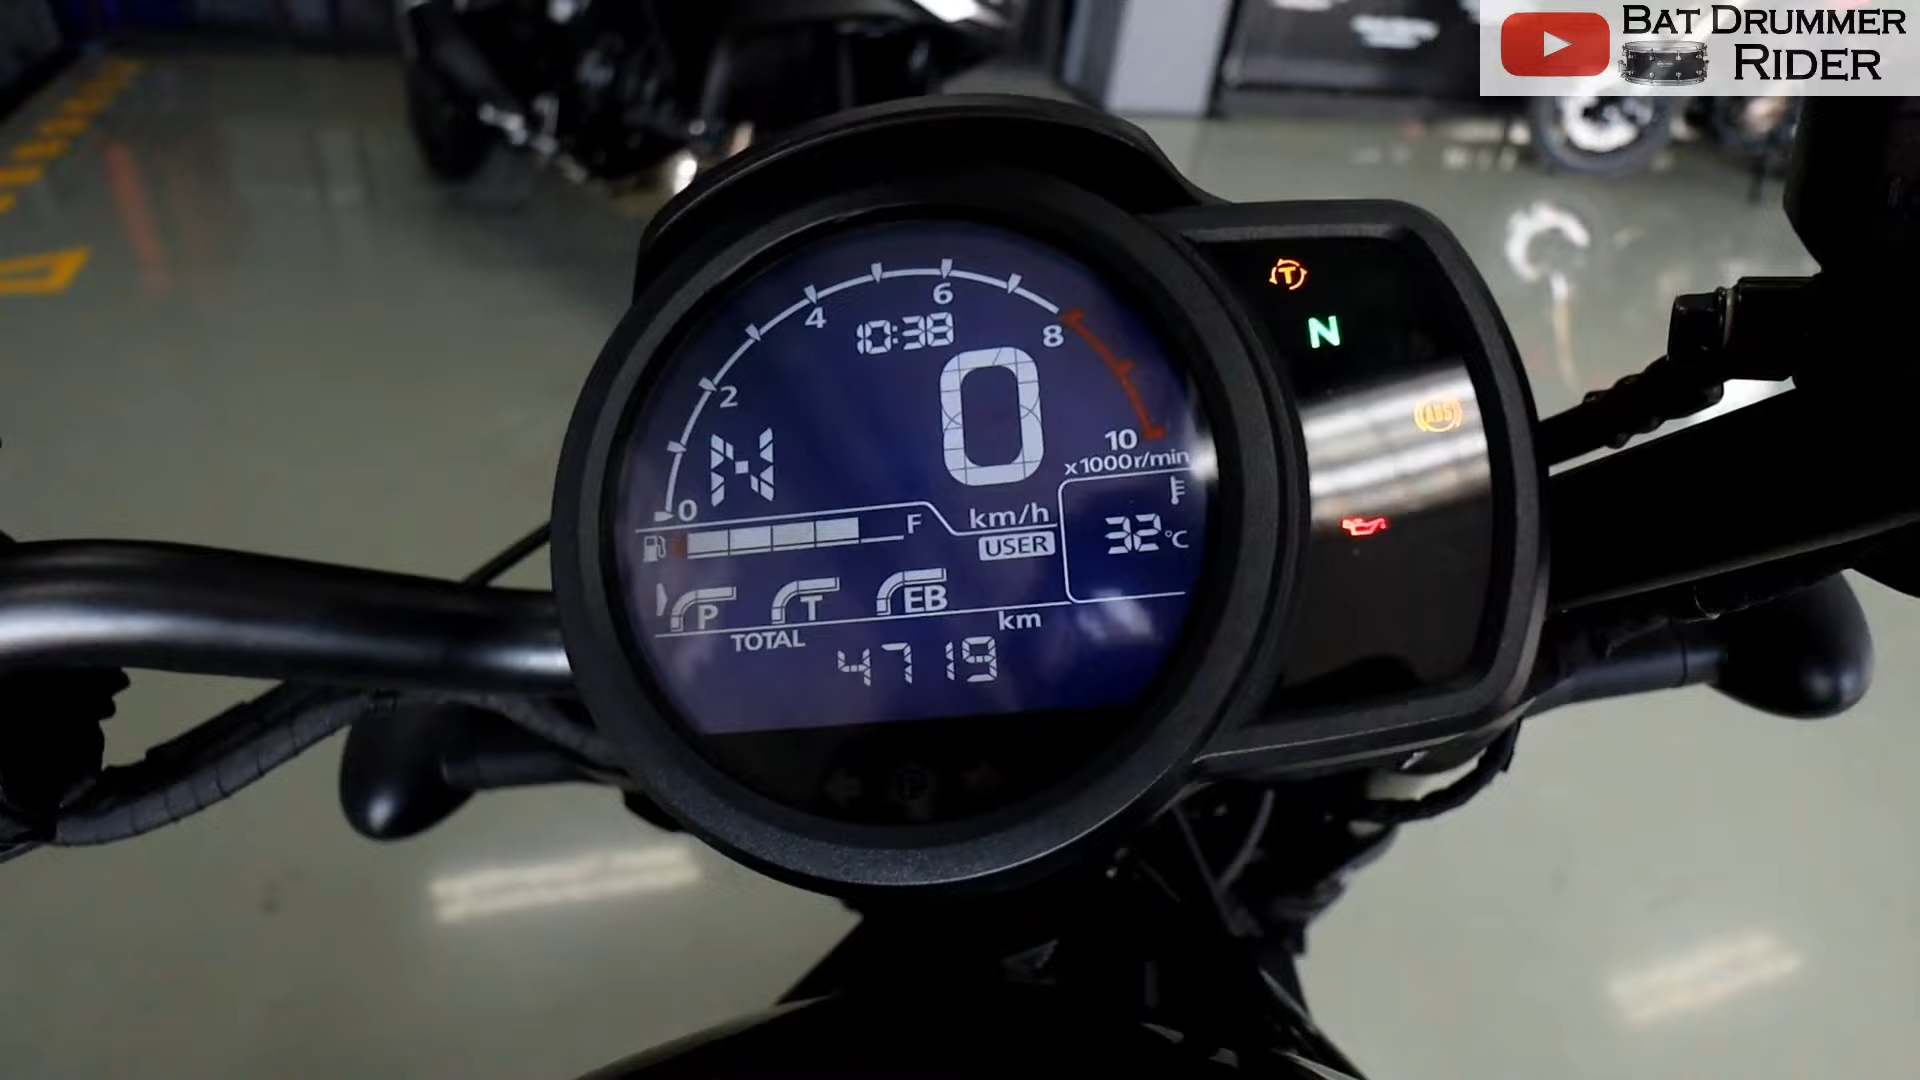 BAT DRUMMER
RIDER
T
N
ABS
6
4
10:38
8
2
0
N
10
x1000r/min
0
F
km/h
USER
32°C
P
T
EB
TOTAL
km
4719
P